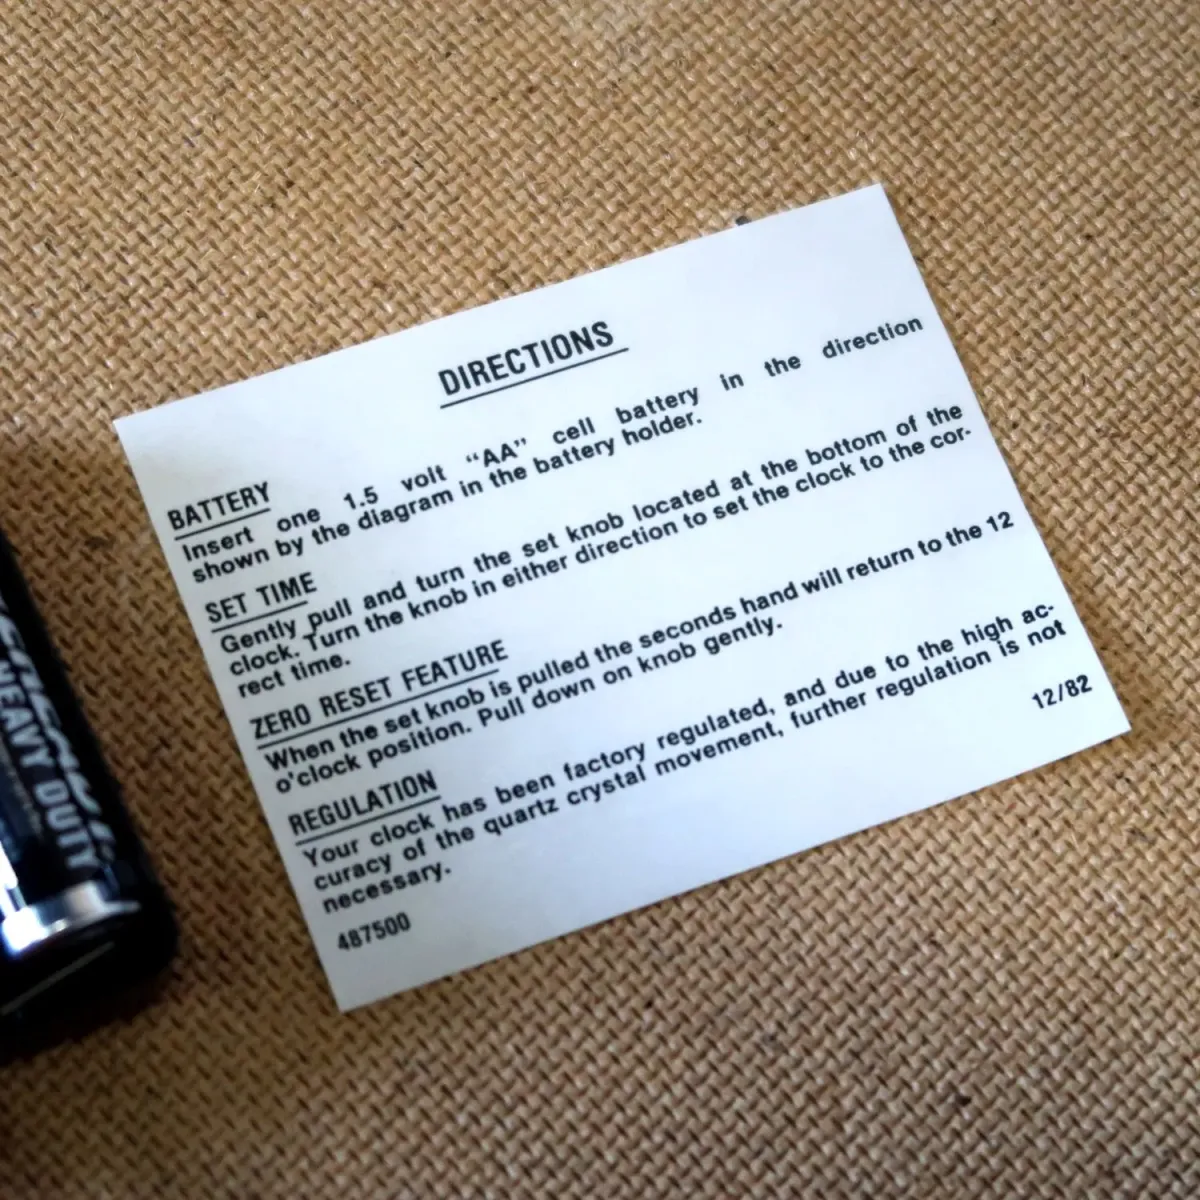 DIRECTIONS
BATTERY
Insert one 1.5 volt “AA” cell battery in the direction
shown by the diagram in the battery holder.
SET TIME
Gently pull and turn the set knob located at the bottom of the
clock. Turn the knob in either direction to set the clock to the cor-
rect time.
ZERO RESET FEATURE
When the set knob is pulled the seconds hand will return to the 12
o'clock position. Pull down on knob gently.
REGULATION
Your clock has been factory regulated, and due to the high ac-
curacy of the quartz crystal movement, further regulation is not
necessary.
487500
12/82
HEAVY DUTY